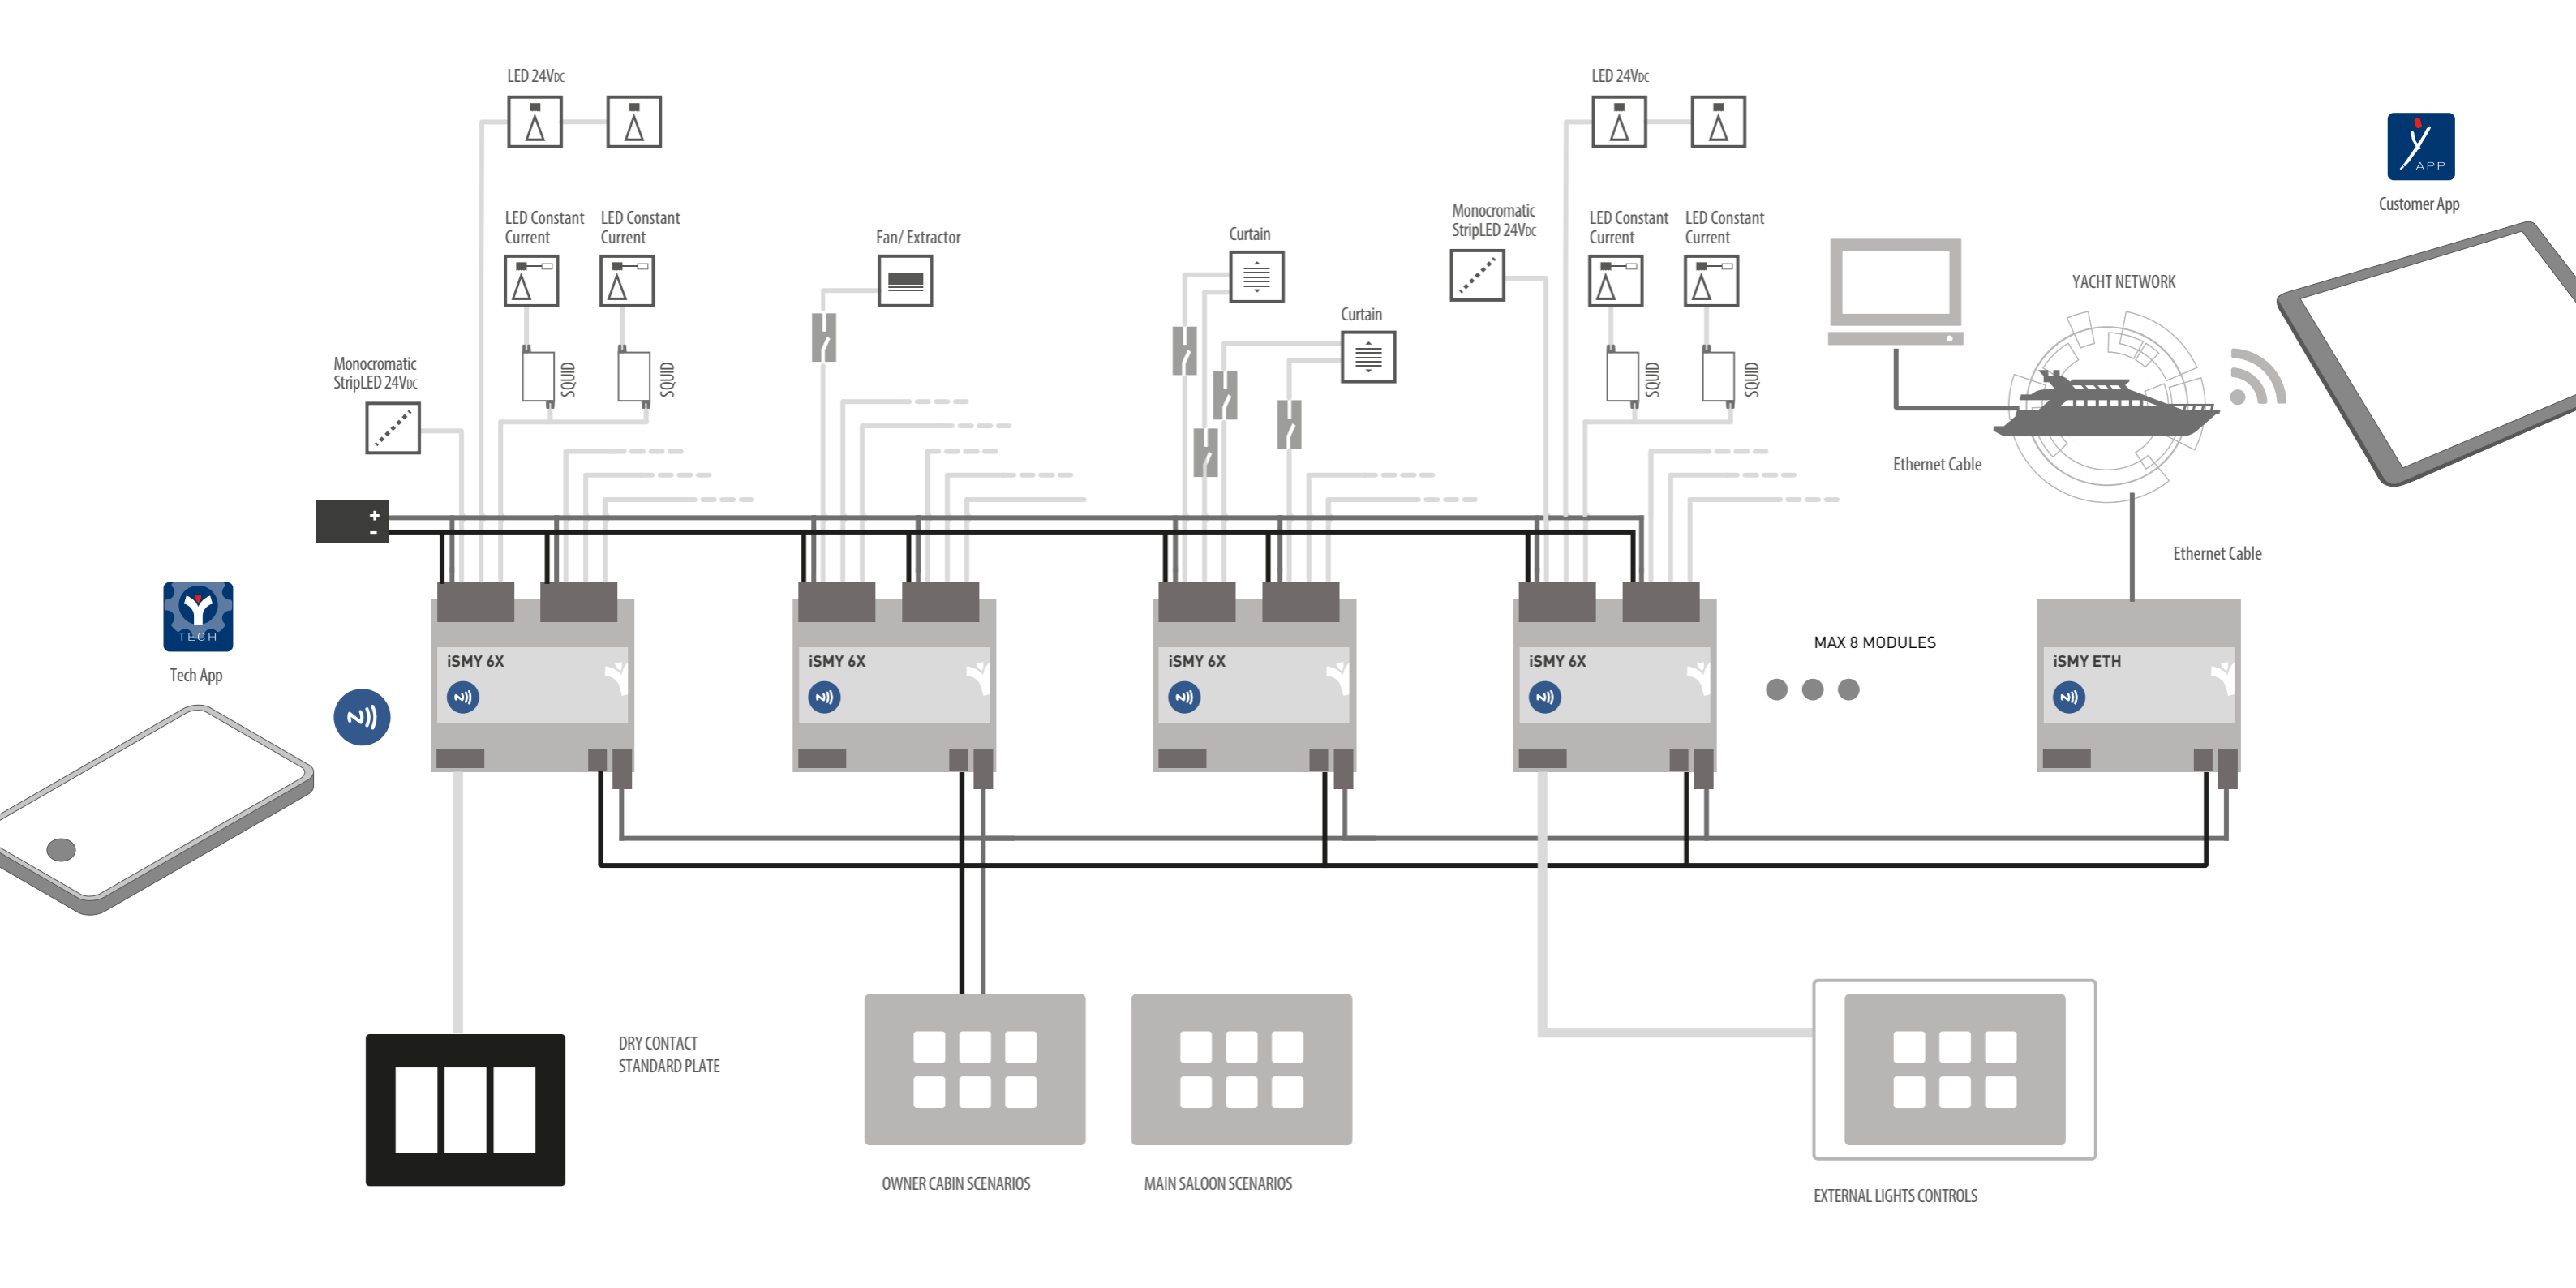 LED 24VDC
LED 24VDC
APP
Customer App
LED Constant
Current
LED Constant
Current
Fan/ Extractor
Curtain
Monocromatic
StripLED 24VDC
LED Constant
Current
LED Constant
Current
YACHT NETWORK
Curtain
Monocromatic
StripLED 24VDC
SQUID
SQUID
SQUID
SQUID
Ethernet Cable
+
-
Ethernet Cable
TECH
Tech App
iSMY 6X
iSMY 6X
iSMY 6X
iSMY 6X
MAX 8 MODULES
iSMY ETH
DRY CONTACT
STANDARD PLATE
OWNER CABIN SCENARIOS
MAIN SALOON SCENARIOS
EXTERNAL LIGHTS CONTROLS